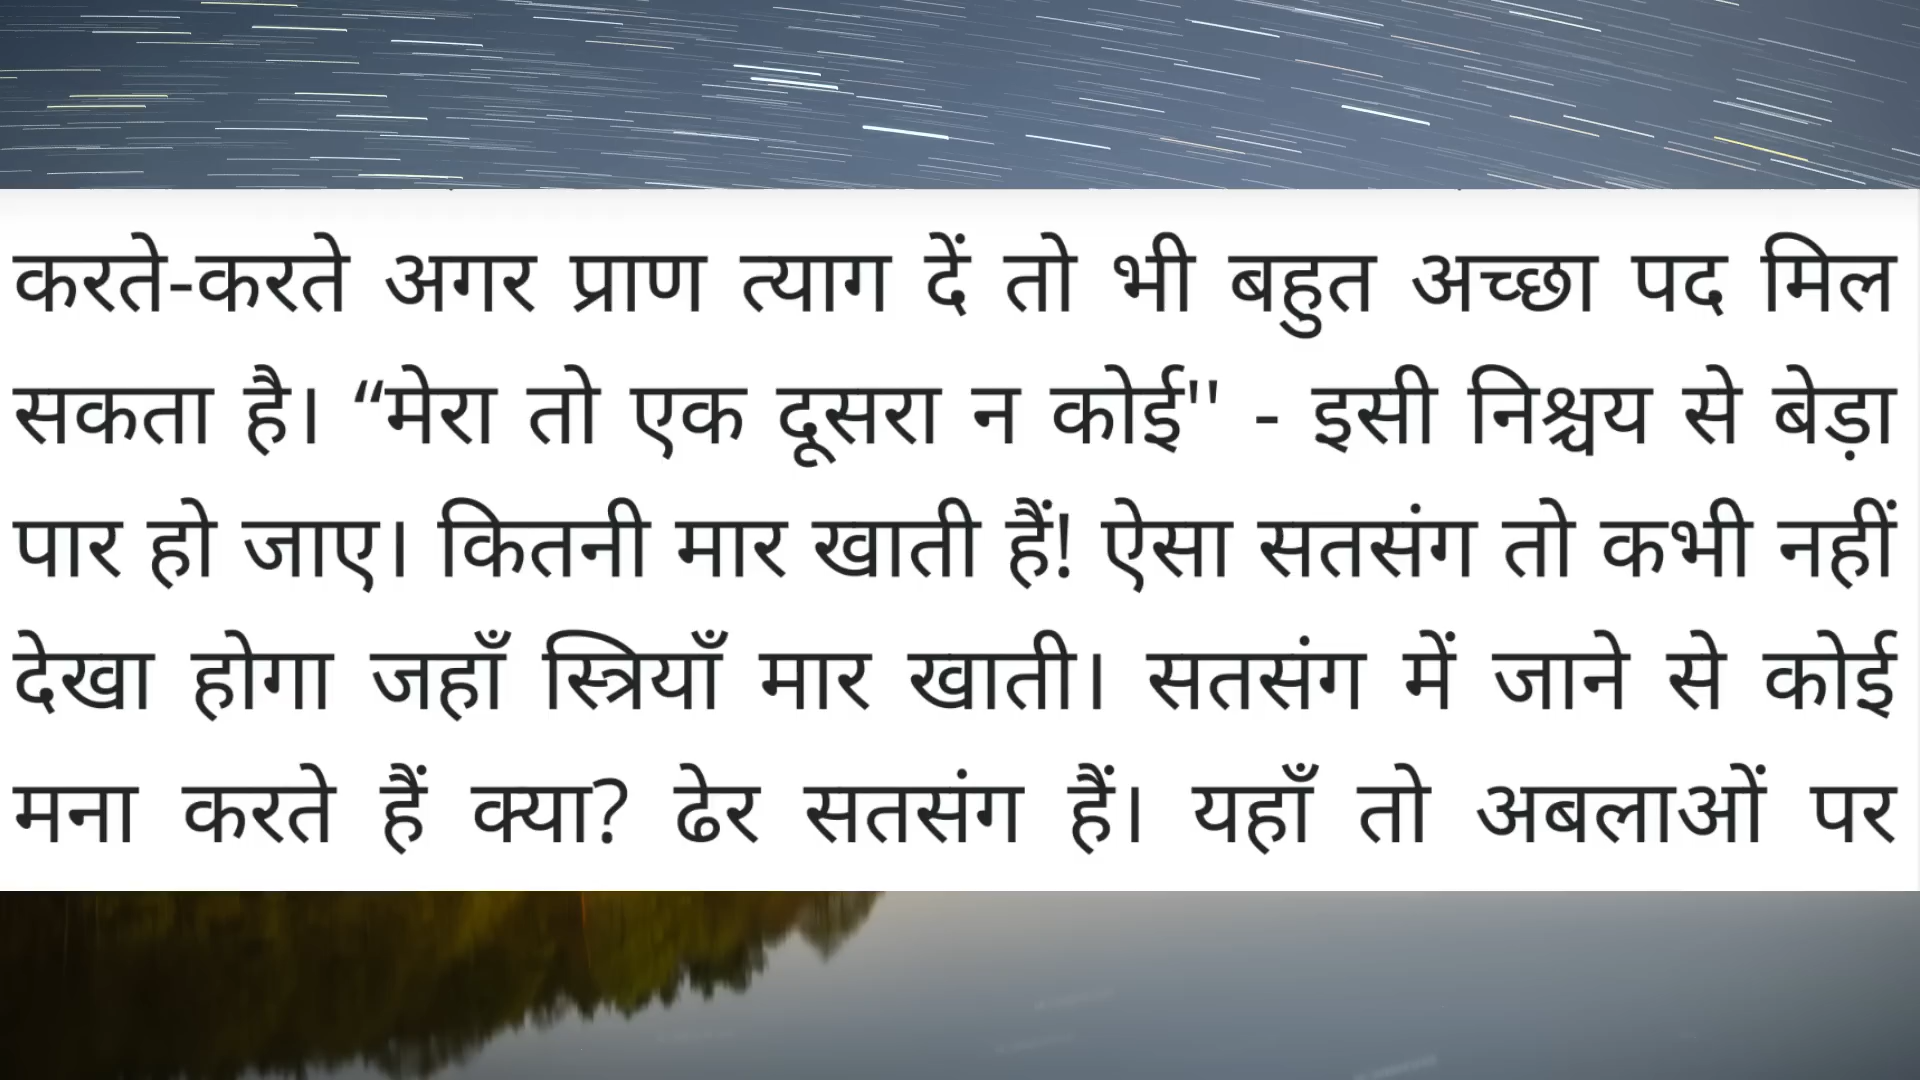 करते-करते अगर प्राण त्याग दें तो भी बहुत अच्छा पद मिल
सकता है। “मेरा तो एक दूसरा न कोई'' - इसी निश्चय से बेड़ा
पार हो जाए। कितनी मार खाती हैं! ऐसा सतसंग तो कभी नहीं
देखा होगा जहाँ स्त्रियाँ मार खाती। सतसंग में जाने से कोई
मना करते हैं क्या? ढेर सतसंग हैं। यहाँ तो अबलाओं पर